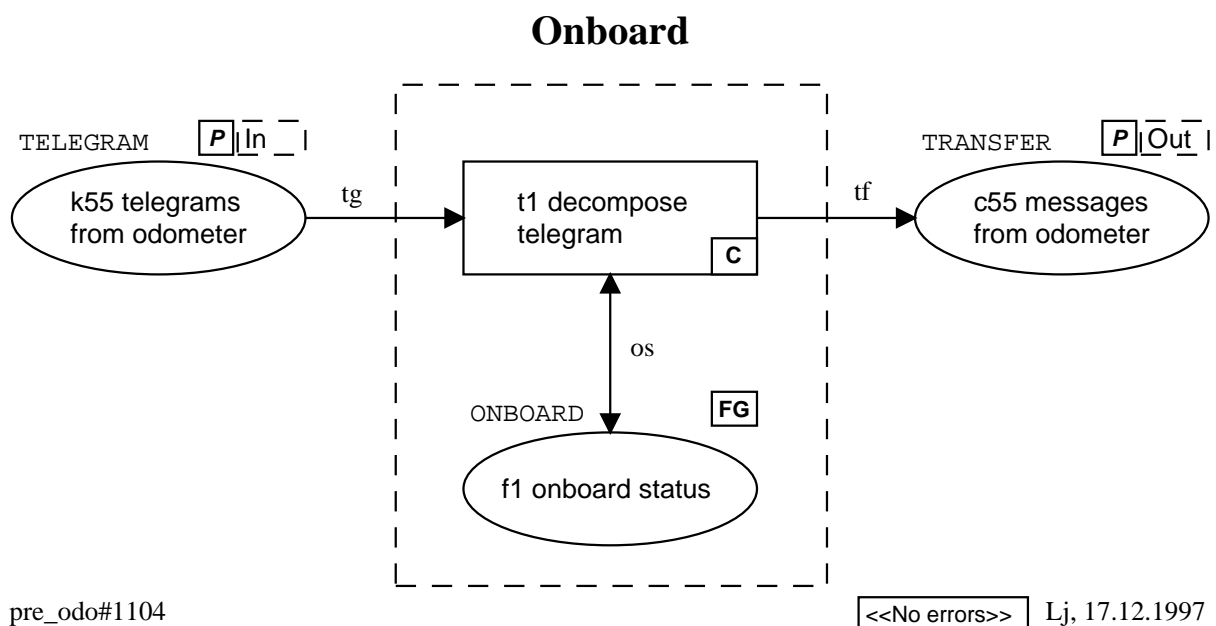 Onboard
TELEGRAM
P In
k55 telegrams
from odometer
tg
t1 decompose
telegram
C
tf
TRANSFER
P Out
c55 messages
from odometer
os
ONBOARD
FG
f1 onboard status
pre_odo#1104
<<No errors>>
Lj, 17.12.1997